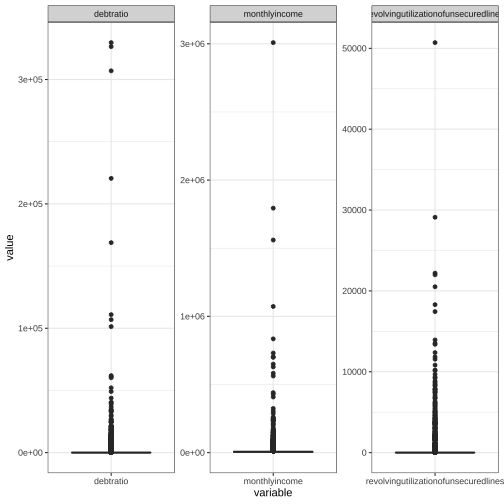 debtratio
monthlyincome
revolvingutilizationofunsecuredlines
value
3e+05
2e+05
1e+05
0e+00
3e+06
2e+06
1e+06
0e+00
50000
40000
30000
20000
10000
0
debtratio
monthlyincome
revolvingutilizationofunsecuredlines
variable